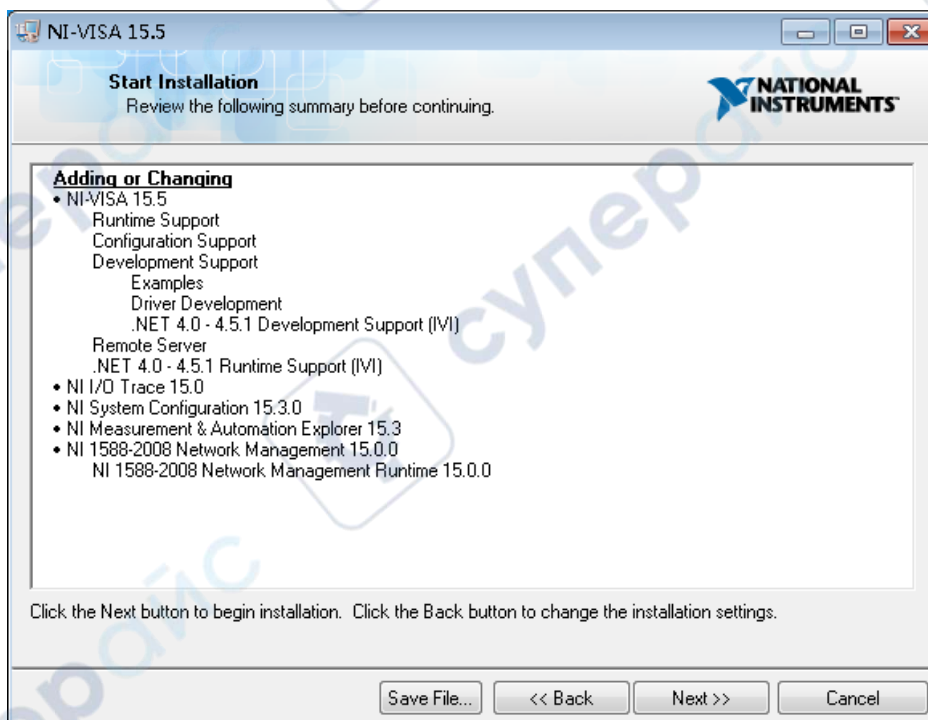 NI-VISA 15.5
Start Installation
Review the following summary before continuing.
NATIONAL
INSTRUMENTS™
Adding or Changing
• NI-VISA 15.5
Runtime Support
Configuration Support
Development Support
Examples
Driver Development
.NET 4.0 - 4.5.1 Development Support (IVI)
Remote Server
.NET 4.0 - 4.5.1 Runtime Support (IVI)
• NI I/O Trace 15.0
• NI System Configuration 15.3.0
• NI Measurement & Automation Explorer 15.3
• NI 1588-2008 Network Management 15.0.0
NI 1588-2008 Network Management Runtime 15.0.0
суперайс
Click the Next button to begin installation.  Click the Back button to change the installation settings.
Save File...
<< Back
Next >>
Cancel